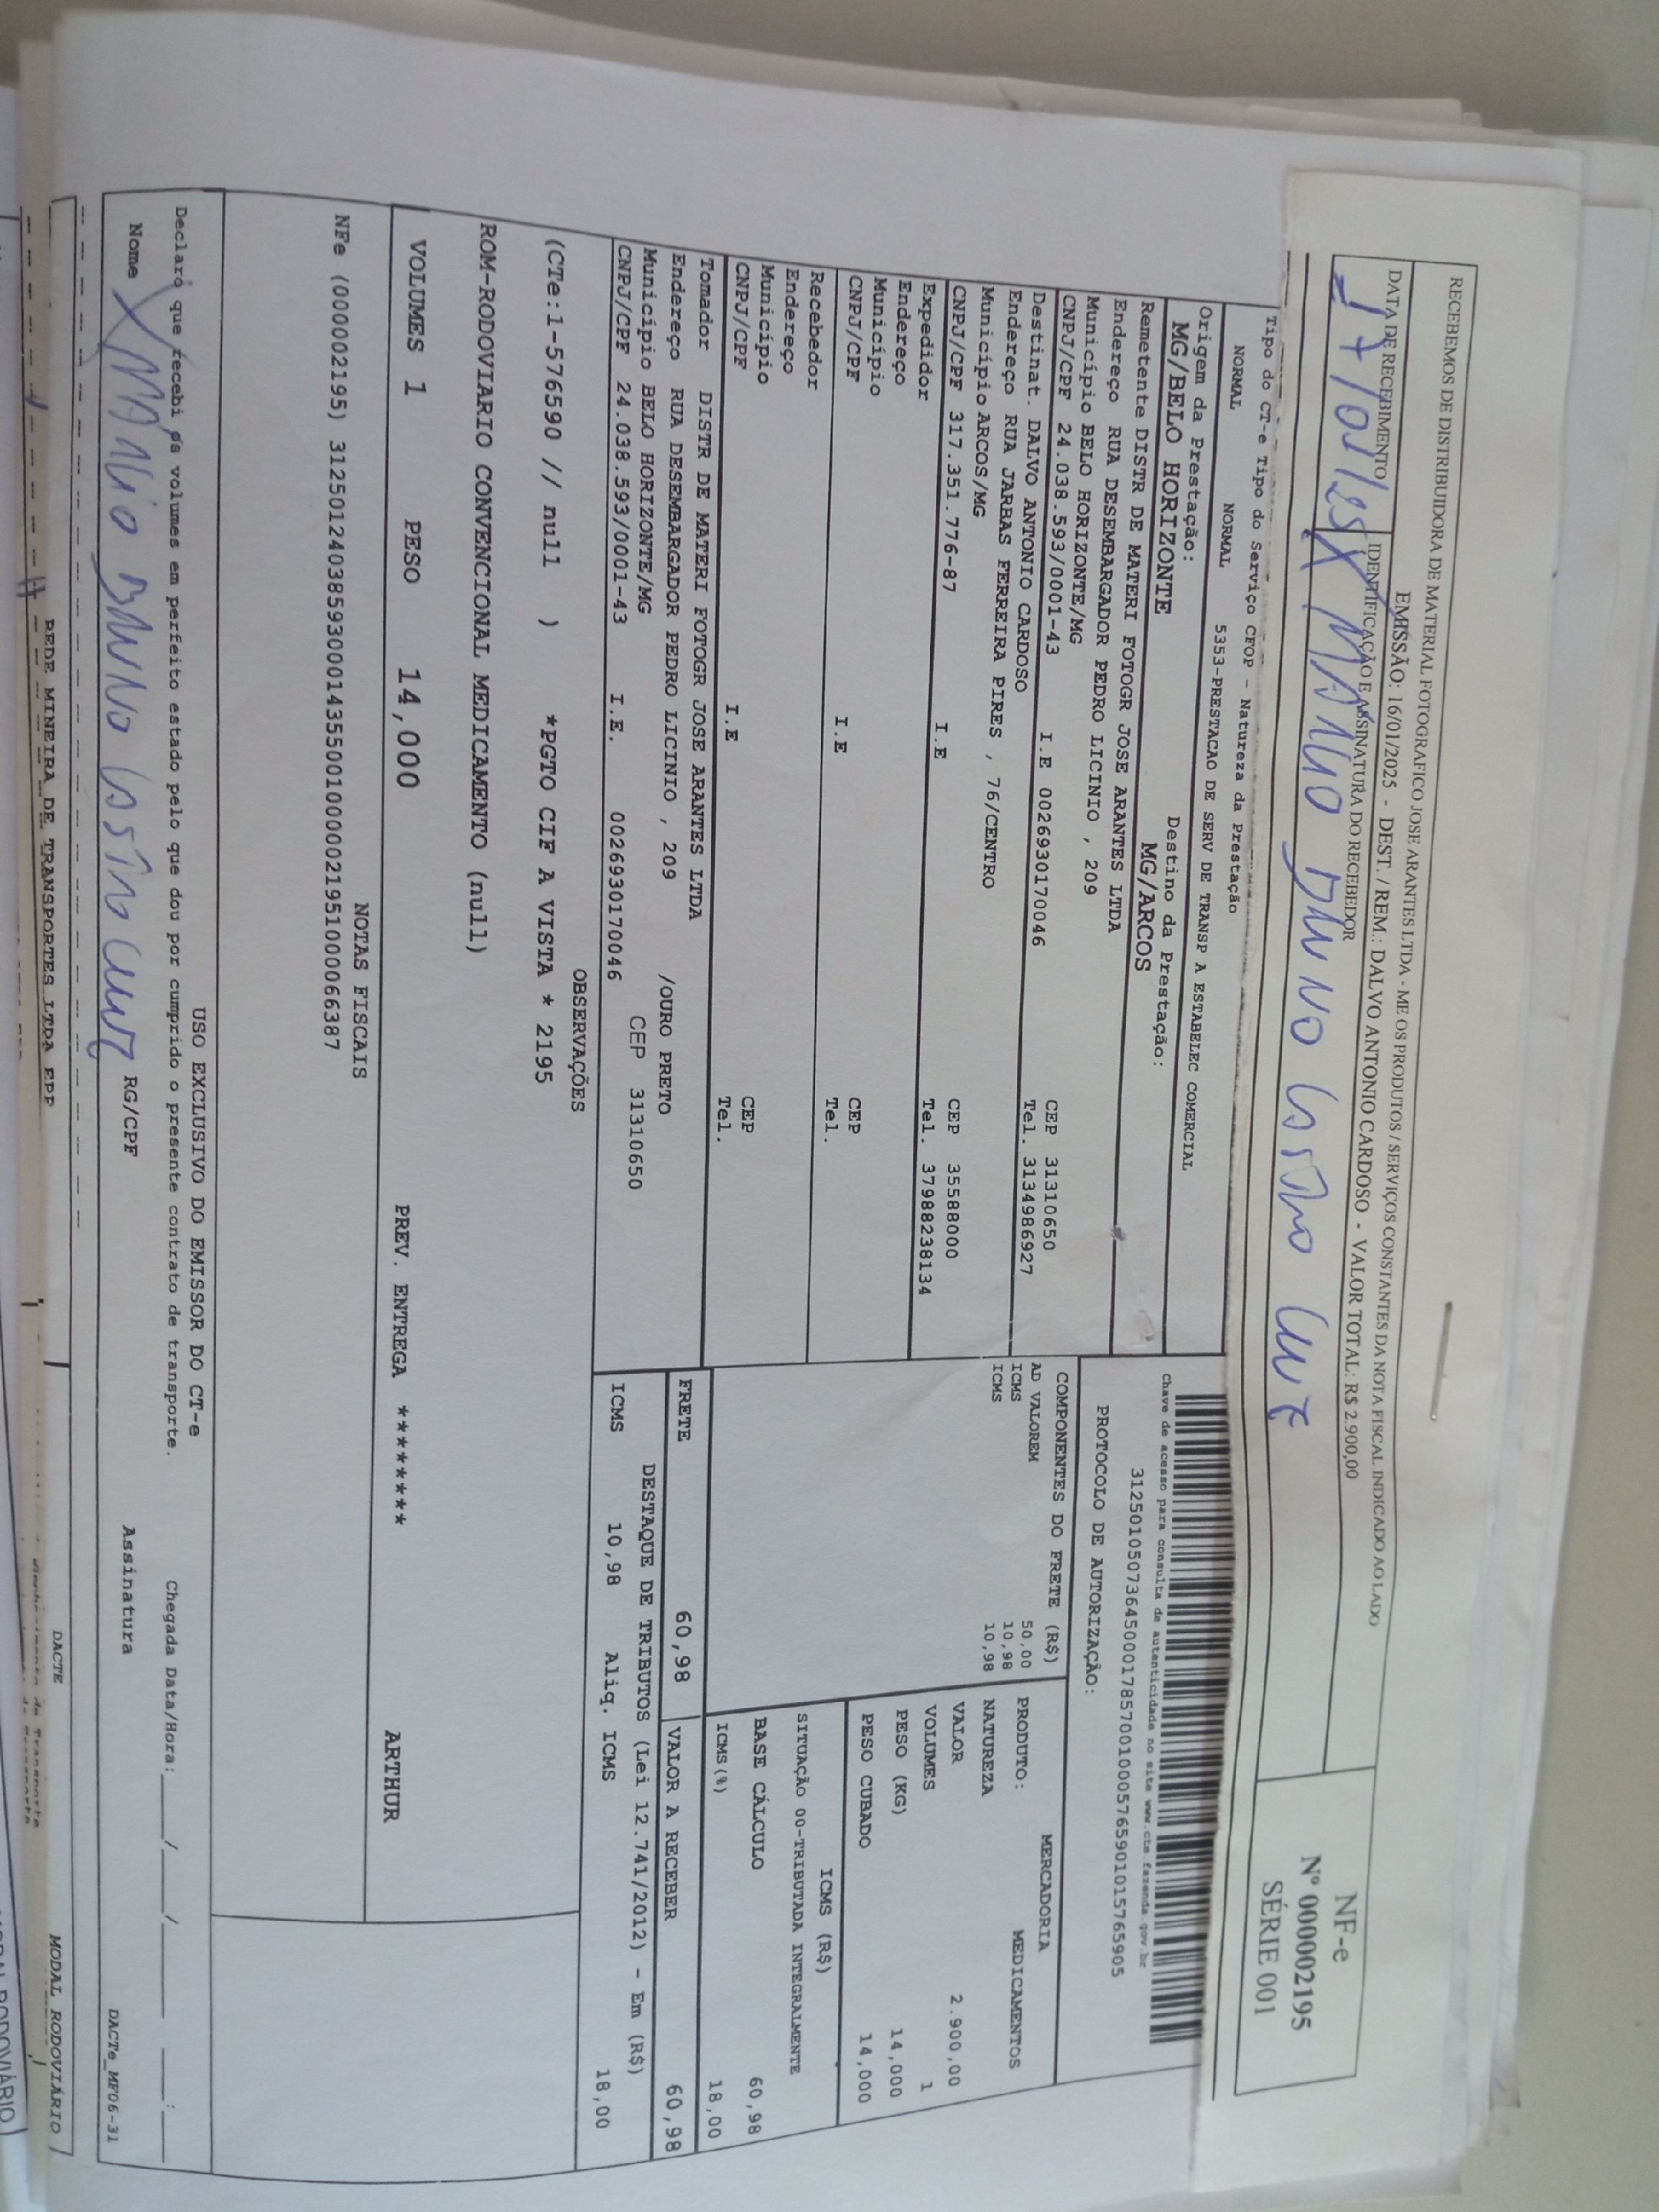 RECEBEMOS DE DISTRIBUIDORA DE MATERIAL FOTOGRAFICO JOSE ARANTES LTDA - ME OS PRODUTOS / SERVIÇOS CONSTANTES DA NOTA FISCAL INDICADO AO LADO
EMISSÃO: 16/01/2025 - DEST. / REM.: DALVO ANTONIO CARDOSO - VALOR TOTAL: R$ 2.900,00
DATA DE RECEBIMENTO
IDENTIFICAÇÃO E ASSINATURA DO RECEBEDOR
17/01/25
NF-e
Nº 000002195
SÉRIE 001
Tipo do CT-e Tipo do Serviço CFOP - Natureza da Prestação
NORMAL NORMAL 5353-PRESTACAO DE SERV DE TRANSP A ESTABELEC COMERCIAL
Origem da Prestação: Destino da Prestação:
MG/BELO HORIZONTE MG/ARCOS
Remetente DISTR DE MATERI FOTOGR JOSE ARANTES LTDA
Endereço RUA DESEMBARGADOR PEDRO LICINIO , 209
Município BELO HORIZONTE/MG CEP 31310650
CNPJ/CPF 24.038.593/0001-43 I.E 0026930170046 Tel. 3134986927
Destinat. DALVO ANTONIO CARDOSO
Endereço RUA JARBAS FERREIRA PIRES , 76/CENTRO
Município ARCOS/MG CEP 35588000
CNPJ/CPF 317.351.776-87 I.E Tel. 37988238134
Expedidor
Endereço
Município CEP
CNPJ/CPF I.E Tel.
Recebedor
Endereço
Município CEP
CNPJ/CPF I.E Tel.
Tomador DISTR DE MATERI FOTOGR JOSE ARANTES LTDA
Endereço RUA DESEMBARGADOR PEDRO LICINIO , 209 /OURO PRETO
Município BELO HORIZONTE/MG CEP 31310650
CNPJ/CPF 24.038.593/0001-43 I.E. 0026930170046
Chave de acesso para consulta de autenticidade no site www.cte.fazenda.gov.br
31250105073645000178570010005765901015765905
PROTOCOLO DE AUTORIZAÇÃO:
COMPONENTES DO FRETE (R$)
AD VALOREM 50,00
ICMS 10,98
ICMS 10,98
MERCADORIA
PRODUTO: MEDICAMENTOS
NATUREZA
VALOR 2.900,00
VOLUMES 1
PESO (KG) 14,000
PESO CUBADO 14,000
ICMS (R$)
SITUAÇÃO 00-TRIBUTADA INTEGRALMENTE
BASE CÁLCULO 60,98
ICMS(%) 18,00
FRETE 60,98 VALOR A RECEBER 60,98
DESTAQUE DE TRIBUTOS (Lei 12.741/2012) - Em (R$)
ICMS 10,98 Aliq. ICMS 18,00
OBSERVAÇÕES
(CTe:1-576590 // null ) *PGTO CIF A VISTA * 2195
ROM-RODOVIARIO CONVENCIONAL MEDICAMENTO (null)
VOLUMES 1 PESO 14,000 PREV. ENTREGA ******** ARTHUR
NOTAS FISCAIS
NFe (000002195) 31250124038593000143550010000021951000066387
USO EXCLUSIVO DO EMISSOR DO CT-e
Declaro que recebi os volumes em perfeito estado pelo que dou por cumprido o presente contrato de transporte. Chegada Data/Hora:____/____/____ ____:____
Nome RG/CPF Assinatura
DACTe_MF06-31
REDE MINEIRA DE TRANSPORTES LTDA EPP DACTE MODAL RODOVIÁRIO